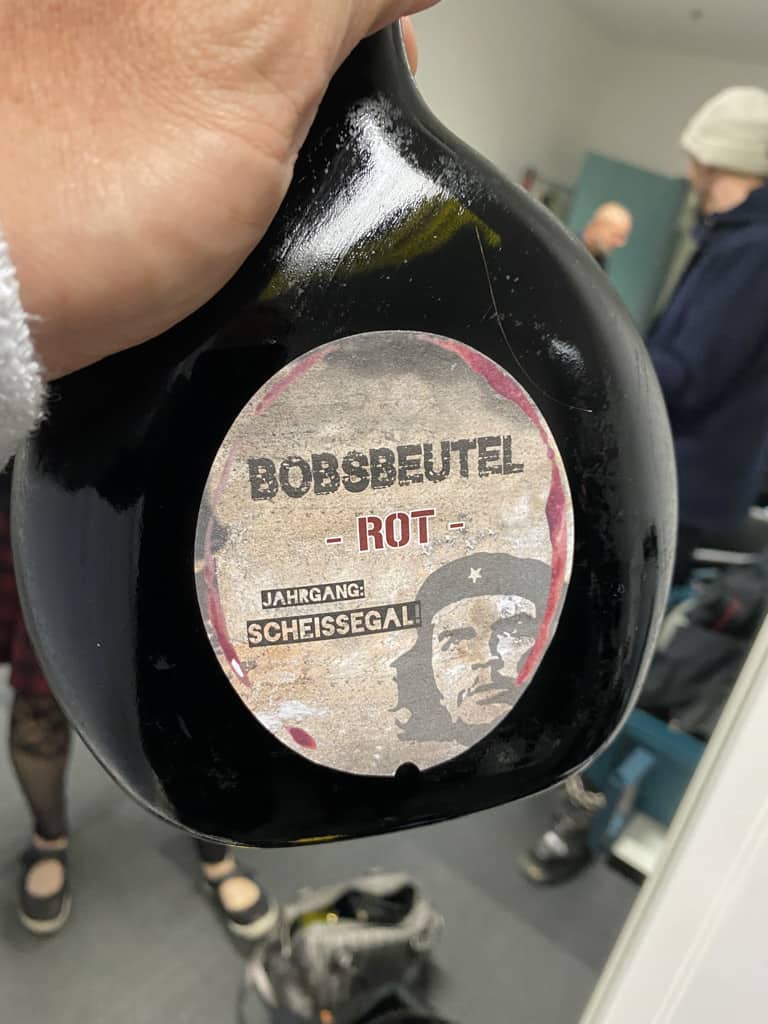 BOBSBEUTEL
- ROT -
JAHRGANG:
SCHEISSEGAL!